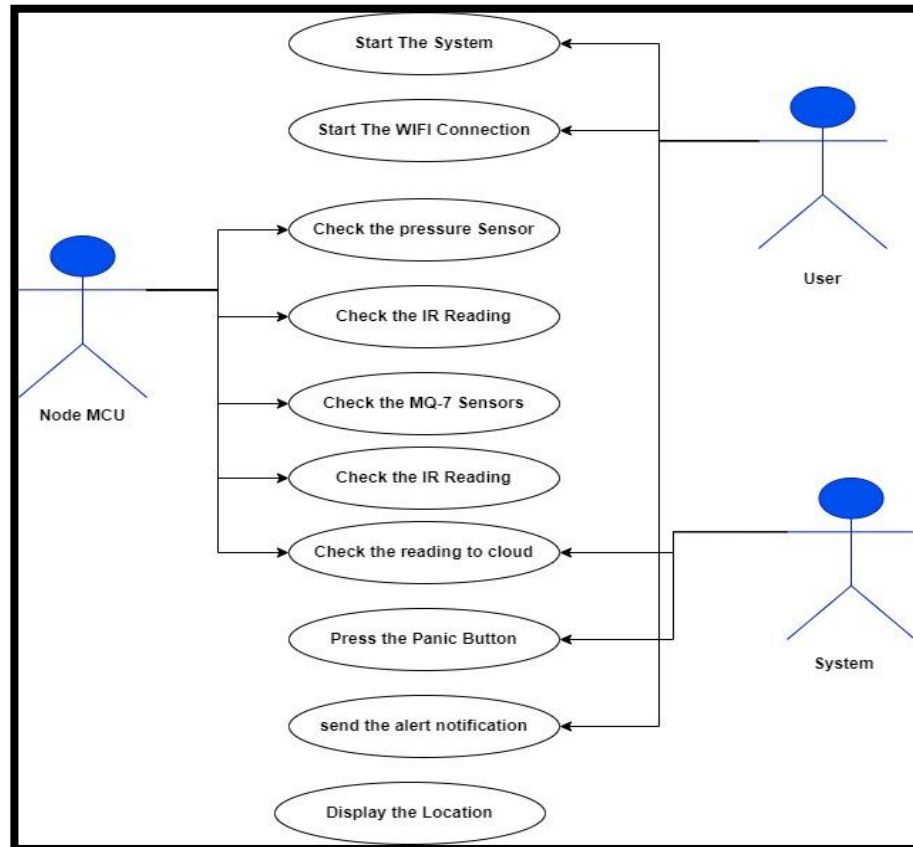 Start The System
Start The WIFI Connection
User
Check the pressure Sensor
Check the IR Reading
Node MCU
Check the MQ-7 Sensors
Check the IR Reading
Check the reading to cloud
Press the Panic Button
System
send the alert notification
Display the Location